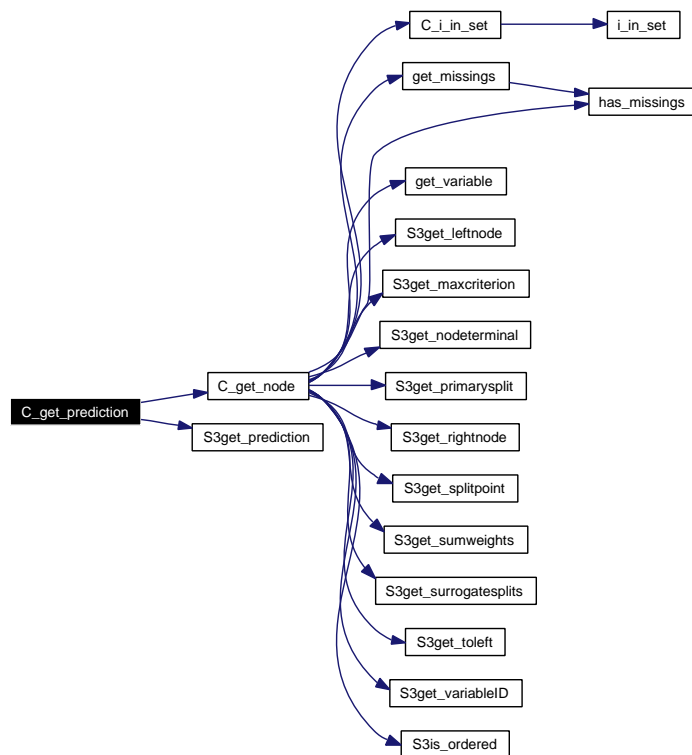 C_i_in_set
i_in_set
get_missings
has_missings
get_variable
S3get_leftnode
S3get_maxcriterion
S3get_nodeterminal
C_get_node
S3get_primarysplit
C_get_prediction
S3get_prediction
S3get_rightnode
S3get_splitpoint
S3get_sumweights
S3get_surrogatesplits
S3get_toleft
S3get_variableID
S3is_ordered